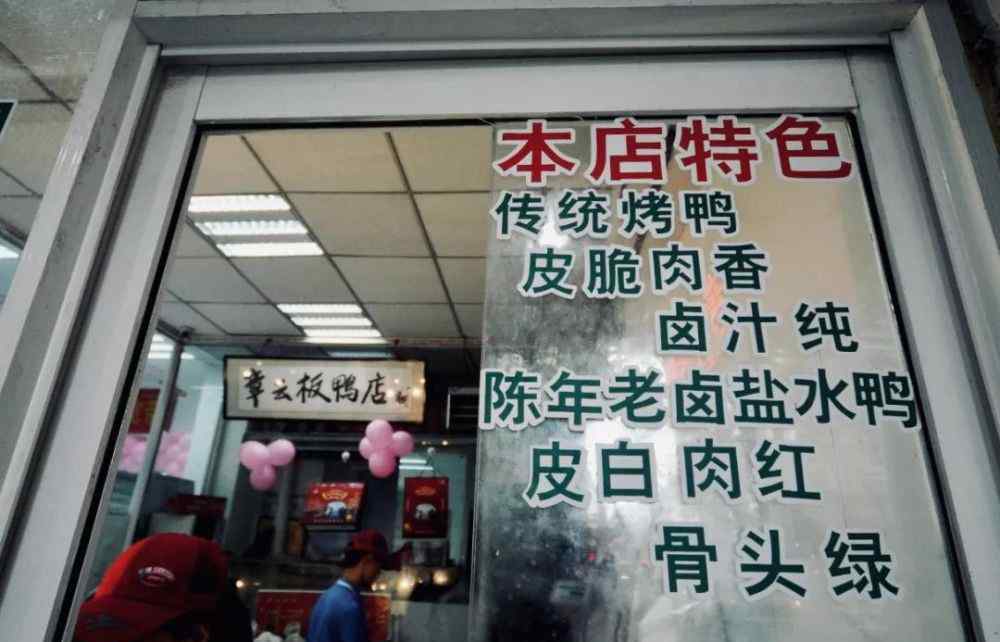 本店特色
传统烤鸭
皮脆肉香
卤汁纯
陈年老卤盐水鸭
皮白肉红
骨头绿
章云板鸭店